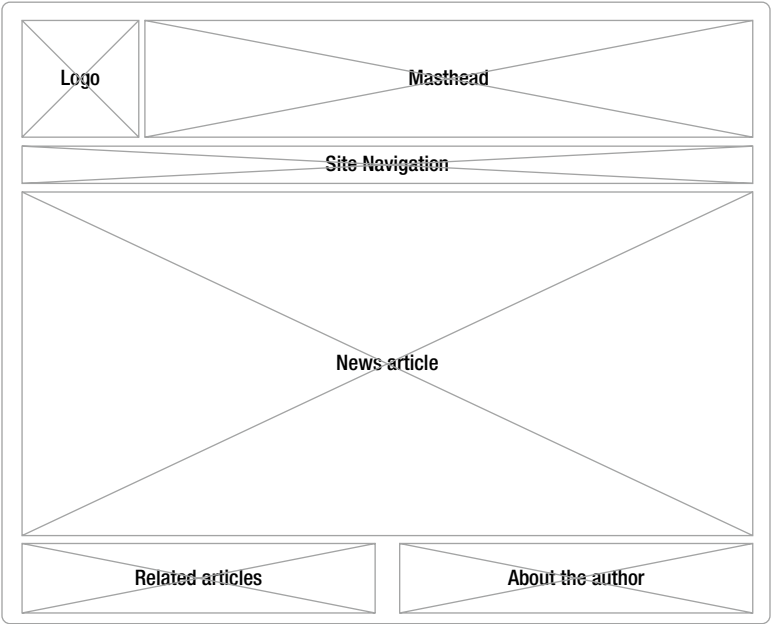 Logo
Masthead
Site Navigation
News article
Related articles
About the author